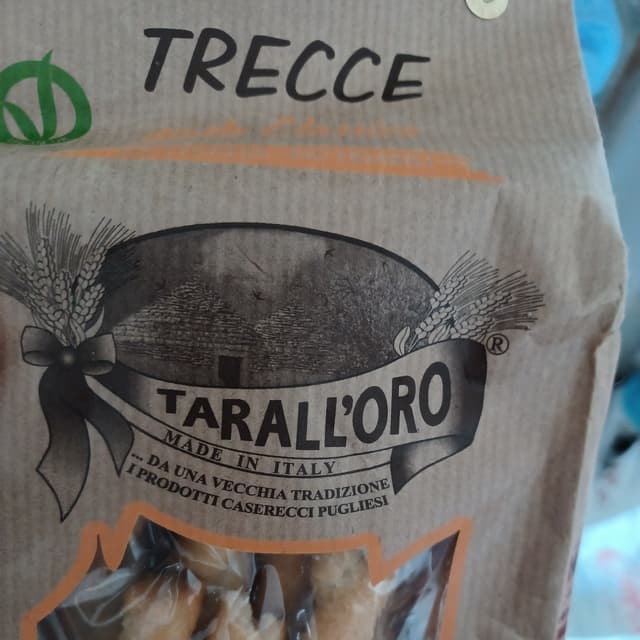 TRECCE
TARALL'ORO
®
MADE IN ITALY
... DA UNA VECCHIA TRADIZIONE
I PRODOTTI CASERECCI PUGLIESI